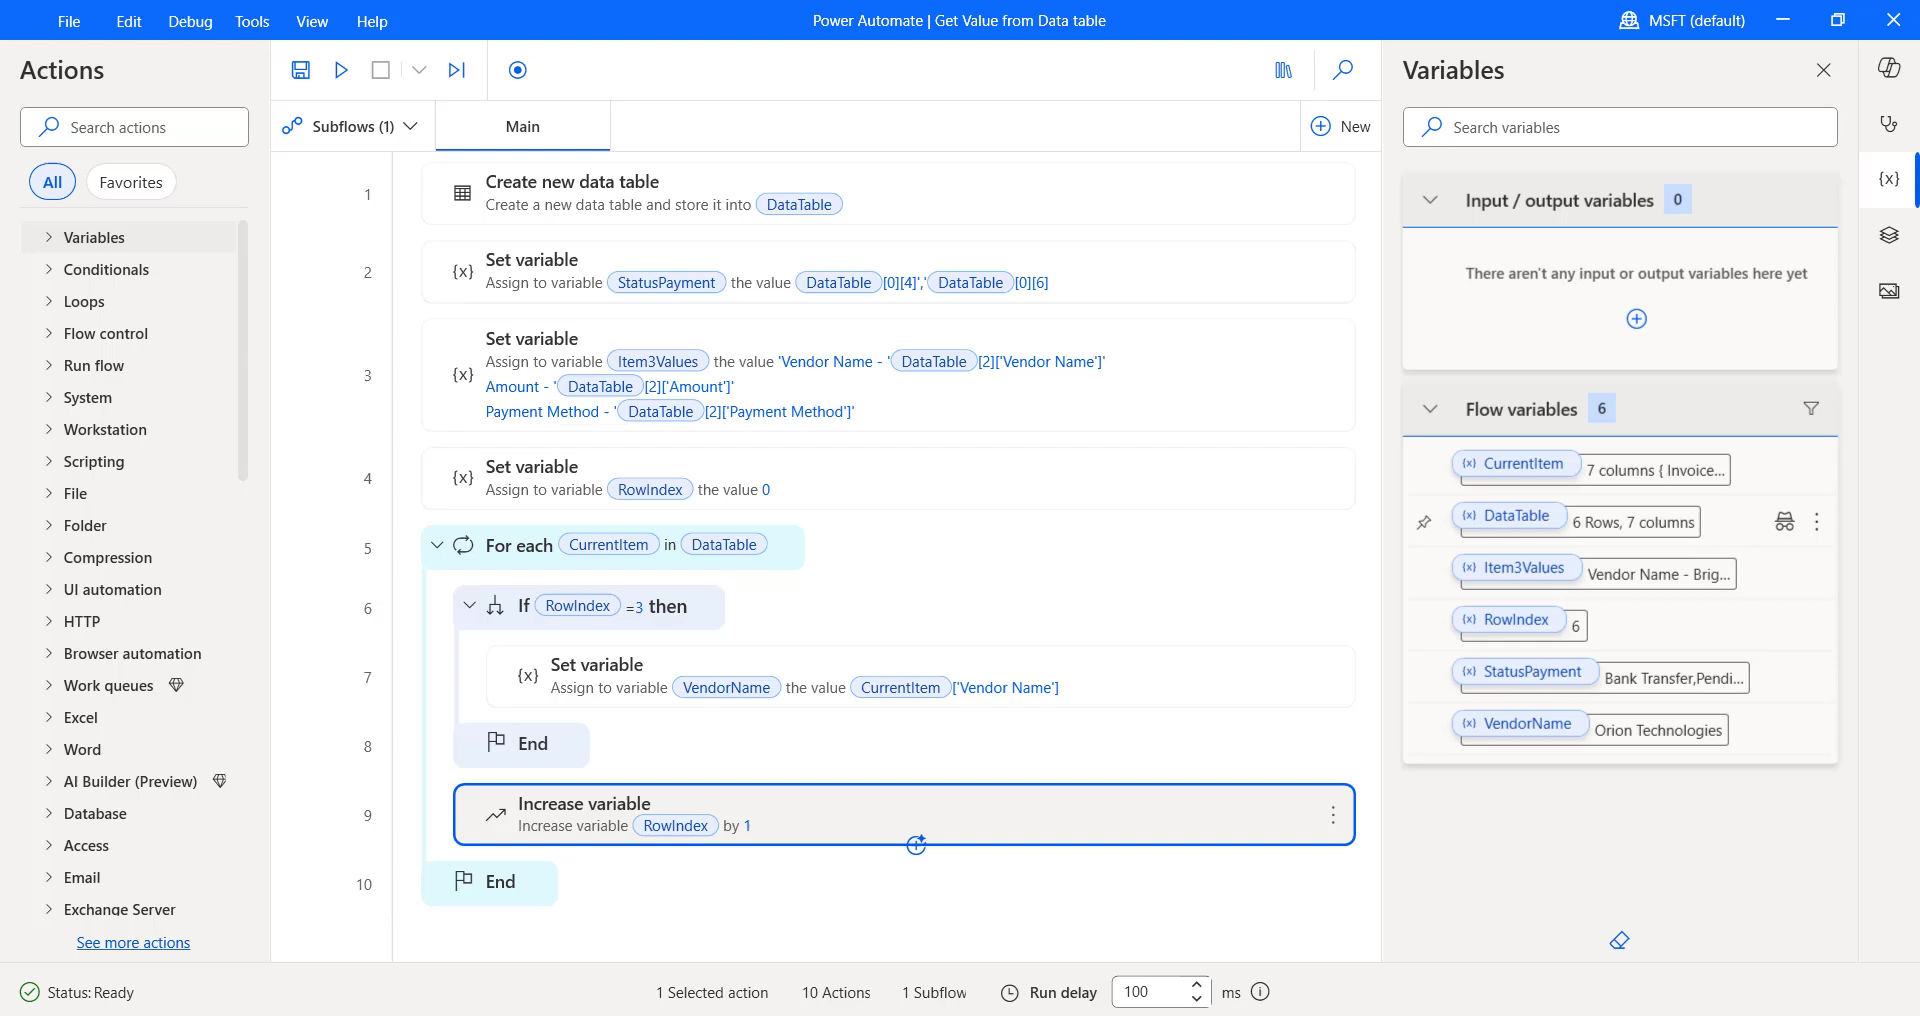 File Edit Debug Tools View Help
Power Automate | Get Value from Data table
MSFT (default)
Actions
Search actions
All Favorites
Variables
Conditionals
Loops
Flow control
Run flow
System
Workstation
Scripting
File
Folder
Compression
UI automation
HTTP
Browser automation
Work queues
Excel
Word
AI Builder (Preview)
Database
Access
Email
Exchange Server
See more actions
Subflows (1) Main New
1 Create new data table
Create a new data table and store it into DataTable
2 {x} Set variable
Assign to variable StatusPayment the value DataTable [0][4]','DataTable [0][6]
3 {x} Set variable
Assign to variable Item3Values the value 'Vendor Name - 'DataTable [2]['Vendor Name']'
Amount - 'DataTable [2]['Amount']'
Payment Method - 'DataTable [2]['Payment Method']'
4 {x} Set variable
Assign to variable RowIndex the value 0
5 For each CurrentItem in DataTable
6 If RowIndex =3 then
7 {x} Set variable
Assign to variable VendorName the value CurrentItem ['Vendor Name']
8 End
9 Increase variable
Increase variable RowIndex by 1
10 End
Variables
Search variables
{x}
Input / output variables 0
There aren't any input or output variables here yet
Flow variables 6
(x) CurrentItem 7 columns { Invoice...
(x) DataTable 6 Rows, 7 columns
(x) Item3Values Vendor Name - Brig...
(x) RowIndex 6
(x) StatusPayment Bank Transfer,Pendi...
(x) VendorName Orion Technologies
Status: Ready
1 Selected action 10 Actions 1 Subflow Run delay 100 ms